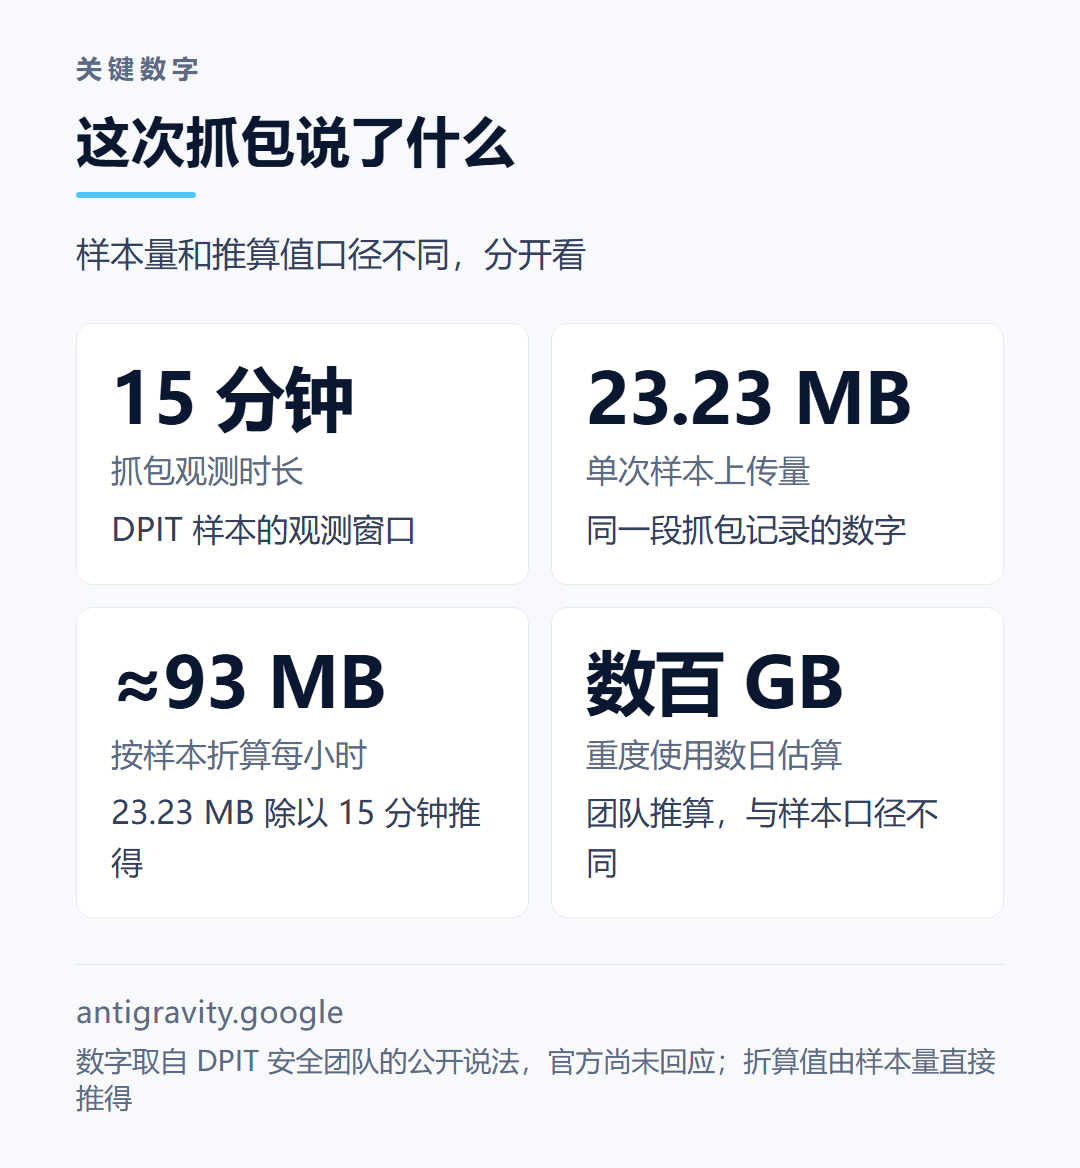 关键数字
这次抓包说了什么
样本量和推算值口径不同，分开看
15 分钟
抓包观测时长
DPIT 样本的观测窗口
23.23 MB
单次样本上传量
同一段抓包记录的数字
≈93 MB
按样本折算每小时
23.23 MB 除以 15 分钟推
得
数百 GB
重度使用数日估算
团队推算，与样本口径不
同
antigravity.google
数字取自 DPIT 安全团队的公开说法，官方尚未回应；折算值由样本量直接
推得